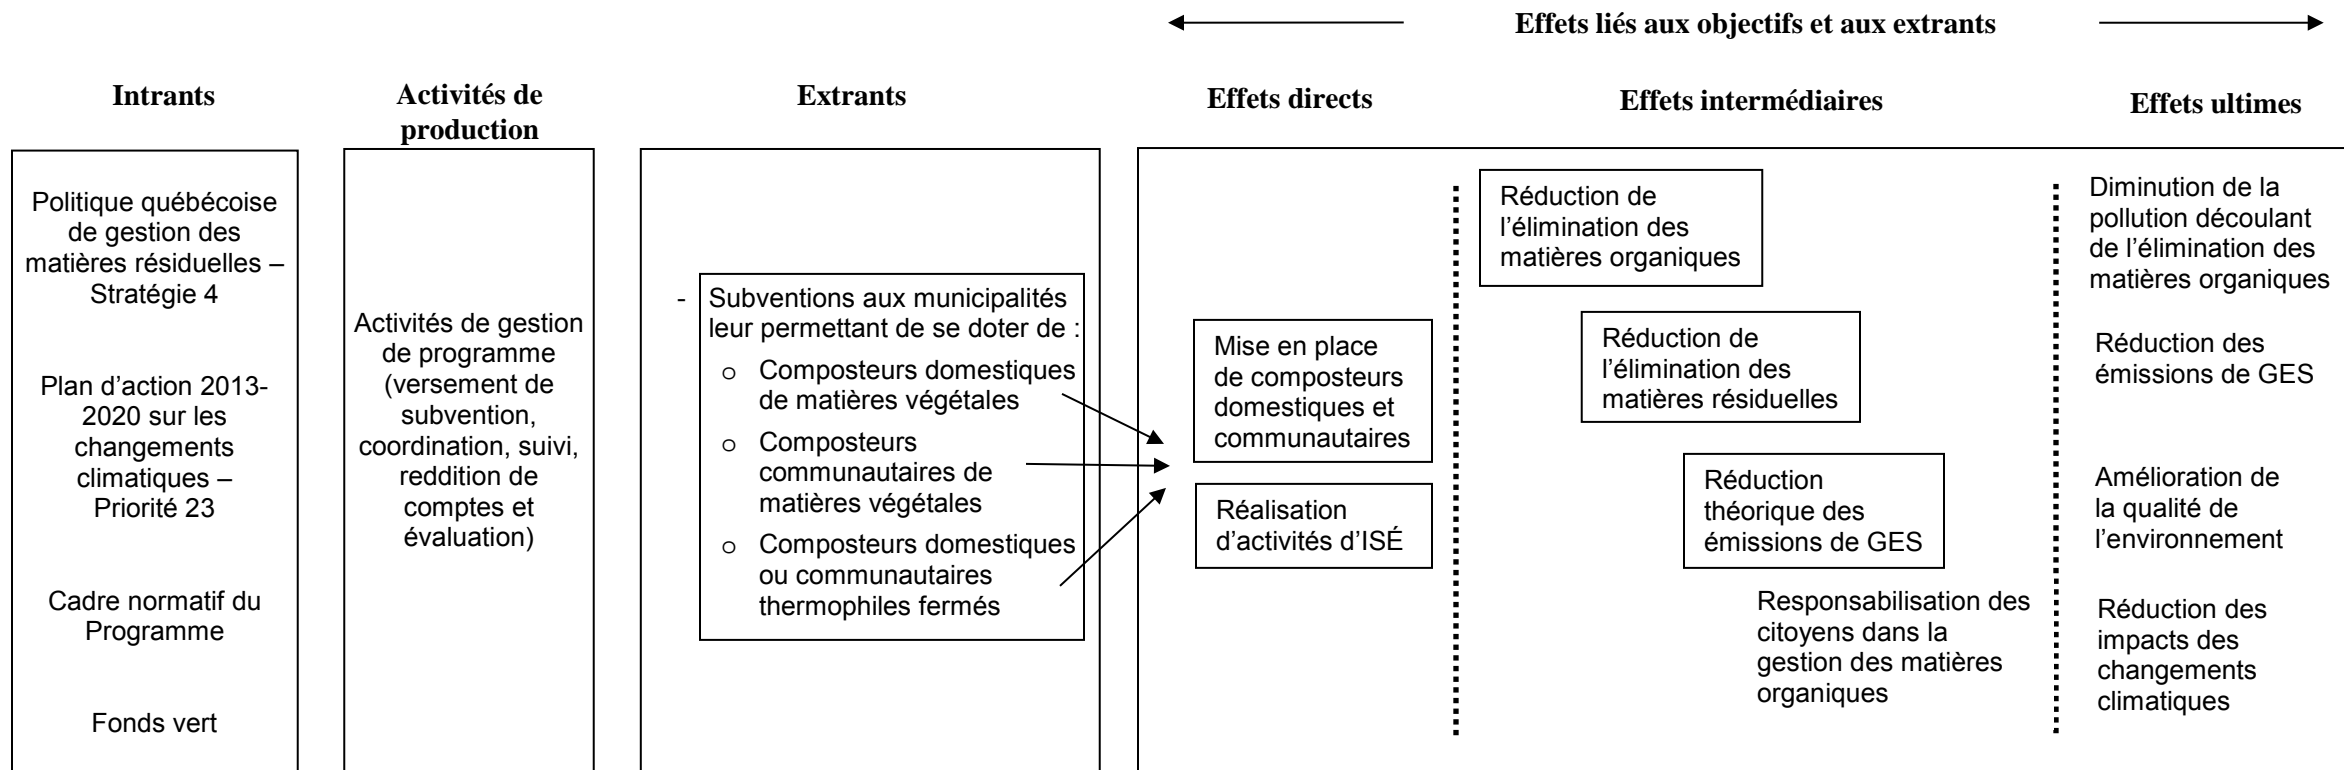 Effets liés aux objectifs et aux extrants
Intrants
Activités de
production
Extrants
Effets directs
Effets intermédiaires
Effets ultimes
Politique québécoise
de gestion des
matières résiduelles –
Stratégie 4
Plan d’action 2013-
2020 sur les
changements
climatiques –
Priorité 23
Cadre normatif du
Programme
Fonds vert
Activités de gestion
de programme
(versement de
subvention,
coordination, suivi,
reddition de
comptes et
évaluation)
- Subventions aux municipalités
leur permettant de se doter de :
o Composteurs domestiques
de matières végétales
o Composteurs
communautaires de
matières végétales
o Composteurs domestiques
ou communautaires
thermophiles fermés
Mise en place
de composteurs
domestiques et
communautaires
Réalisation
d’activités d’ISÉ
Réduction de
l’élimination des
matières organiques
Réduction de
l’élimination des
matières résiduelles
Réduction
théorique des
émissions de GES
Responsabilisation des
citoyens dans la
gestion des matières
organiques
Diminution de la
pollution découlant
de l’élimination des
matières organiques
Réduction des
émissions de GES
Amélioration de
la qualité de
l’environnement
Réduction des
impacts des
changements
climatiques